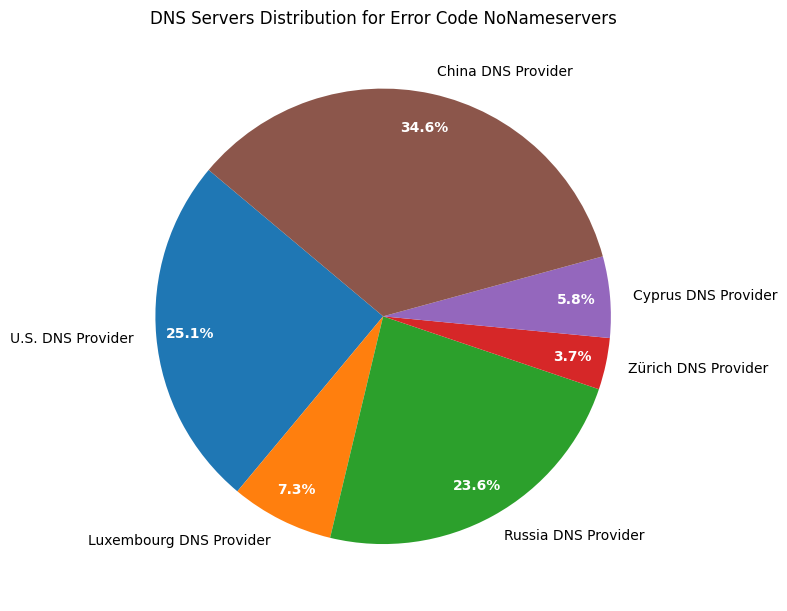 DNS Servers Distribution for Error Code NoNameservers
China DNS Provider
34.6%
Cyprus DNS Provider
5.8%
U.S. DNS Provider
25.1%
Zürich DNS Provider
3.7%
Luxembourg DNS Provider
7.3%
Russia DNS Provider
23.6%